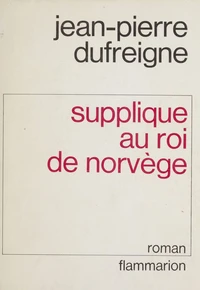 jean-pierre
dufreigne
supplique
au roi
de norvège
roman
flammarion